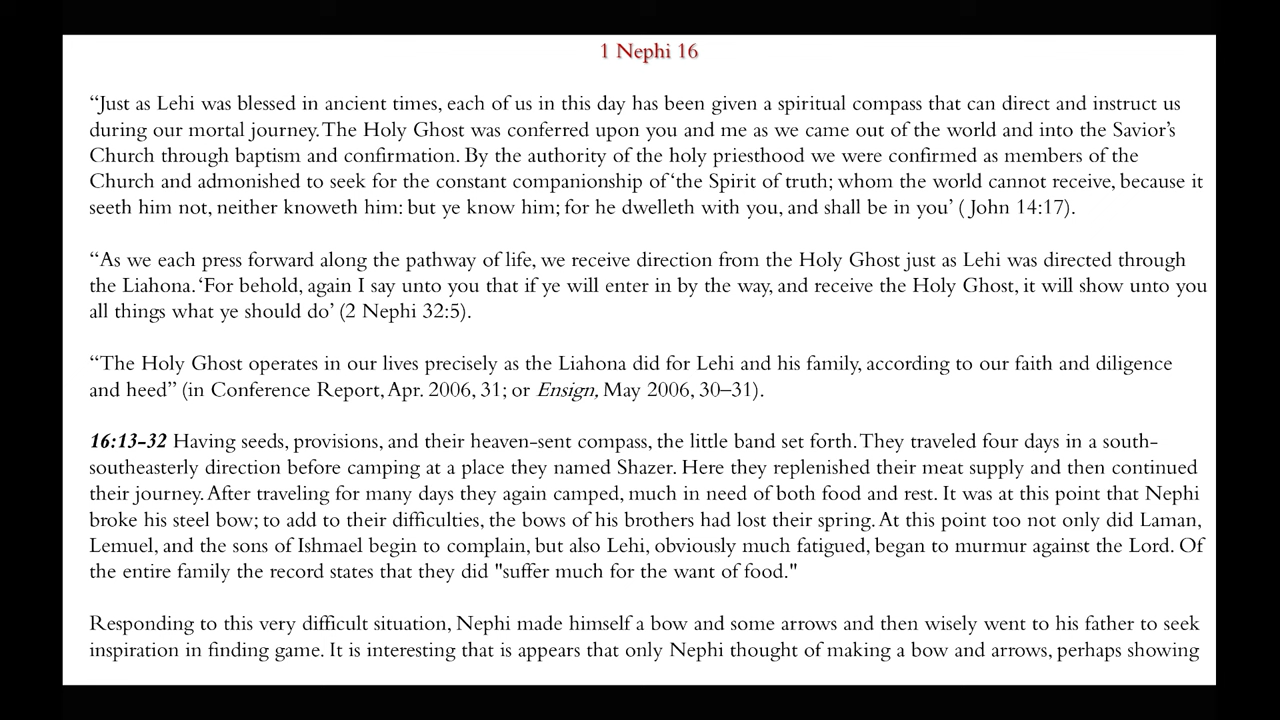 1 Nephi 16
“Just as Lehi was blessed in ancient times, each of us in this day has been given a spiritual compass that can direct and instruct us
during our mortal journey. The Holy Ghost was conferred upon you and me as we came out of the world and into the Savior’s
Church through baptism and confirmation. By the authority of the holy priesthood we were confirmed as members of the
Church and admonished to seek for the constant companionship of ‘the Spirit of truth; whom the world cannot receive, because it
seeth him not, neither knoweth him: but ye know him; for he dwelleth with you, and shall be in you’ ( John 14:17).
“As we each press forward along the pathway of life, we receive direction from the Holy Ghost just as Lehi was directed through
the Liahona. ‘For behold, again I say unto you that if ye will enter in by the way, and receive the Holy Ghost, it will show unto you
all things what ye should do’ (2 Nephi 32:5).
“The Holy Ghost operates in our lives precisely as the Liahona did for Lehi and his family, according to our faith and diligence
and heed” (in Conference Report, Apr. 2006, 31; or Ensign, May 2006, 30–31).
16:13-32 Having seeds, provisions, and their heaven-sent compass, the little band set forth. They traveled four days in a south-
southeasterly direction before camping at a place they named Shazer. Here they replenished their meat supply and then continued
their journey. After traveling for many days they again camped, much in need of both food and rest. It was at this point that Nephi
broke his steel bow; to add to their difficulties, the bows of his brothers had lost their spring. At this point too not only did Laman,
Lemuel, and the sons of Ishmael begin to complain, but also Lehi, obviously much fatigued, began to murmur against the Lord. Of
the entire family the record states that they did "suffer much for the want of food."
Responding to this very difficult situation, Nephi made himself a bow and some arrows and then wisely went to his father to seek
inspiration in finding game. It is interesting that is appears that only Nephi thought of making a bow and arrows, perhaps showing